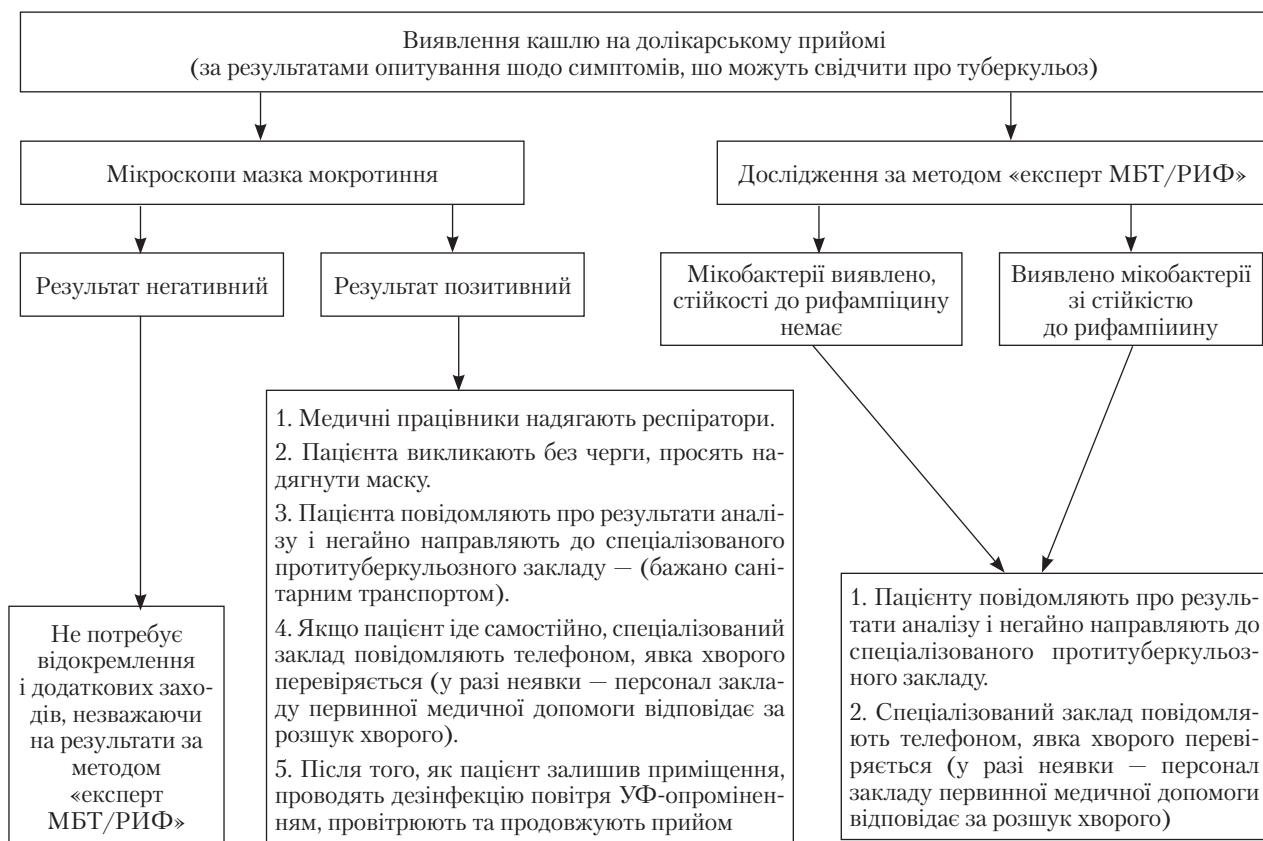 Виявлення кашлю на долікарському прийомі
(за результатами опитування шодо симптомів, шо можуть свідчити про туберкульоз)
Мікроскопи мазка мокротиння
Дослідження за методом «експерт МБТ/РИФ»
Результат негативний
Результат позитивний
Мікобактерії виявлено,
стійкості до рифампіцину
немає
Виявлено мікобактерії
зі стійкістю
до рифампіиину
Не потребує
відокремлення
і додаткових захо-
дів, незважаючи
на результати за
методом
«експерт
МБТ/РИФ»
1. Медичні працівники надягають респіратори.
2. Пацієнта викликають без черги, просять на-
дягнути маску.
3. Пацієнта повідомляють про результати аналі-
зу і негайно направляють до спеціалізованого
протитуберкульозного закладу — (бажано сані-
тарним транспортом).
4. Якщо пацієнт іде самостійно, спеціалізований
заклад повідомляють телефоном, явка хворого
перевіряється (у разі неявки — персонал закла-
ду первинної медичної допомоги відповідає за
розшук хворого).
5. Після того, як пацієнт залишив приміщення,
проводять дезінфекцію повітря УФ-опромінен-
ням, провітрюють та продовжують прийом
1. Пацієнту повідомляють про резуль-
тати аналізу і негайно направляють до
спеціалізованого протитуберкульоз-
ного закладу.
2. Спеціалізований заклад повідомля-
ють телефоном, явка хворого переві-
ряється (у разі неявки — персонал
закладу первинної медичної допомоги
відповідає за розшук хворого)